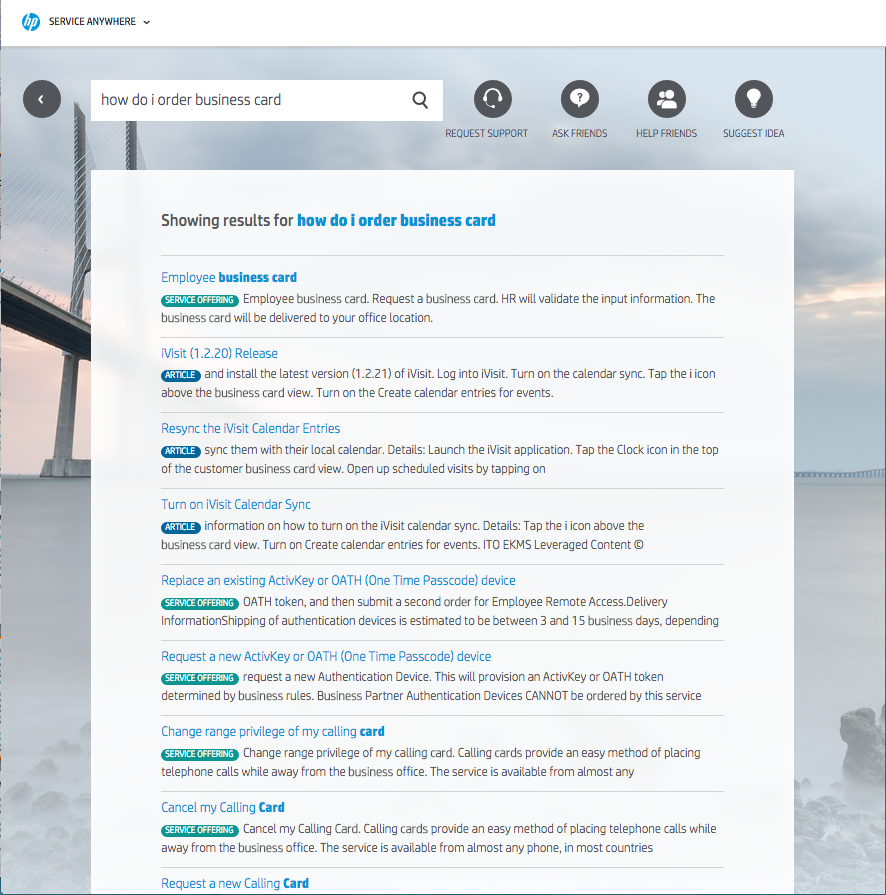 hp SERVICE ANYWHERE
how do i order business card
REQUEST SUPPORT
ASK FRIENDS
HELP FRIENDS
SUGGEST IDEA
Showing results for how do i order business card
Employee business card
SERVICE OFFERING Employee business card. Request a business card. HR will validate the input information. The
business card will be delivered to your office location.
iVisit (1.2.20) Release
ARTICLE and install the latest version (1.2.21) of iVisit. Log into iVisit. Turn on the calendar sync. Tap the i icon
above the business card view. Turn on the Create calendar entries for events.
Resync the iVisit Calendar Entries
ARTICLE sync them with their local calendar. Details: Launch the iVisit application. Tap the Clock icon in the top
of the customer business card view. Open up scheduled visits by tapping on
Turn on iVisit Calendar Sync
ARTICLE information on how to turn on the iVisit calendar sync. Details: Tap the i icon above the
business card view. Turn on Create calendar entries for events. ITO EKMS Leveraged Content ©
Replace an existing ActivKey or OATH (One Time Passcode) device
SERVICE OFFERING OATH token, and then submit a second order for Employee Remote Access.Delivery
InformationShipping of authentication devices is estimated to be between 3 and 15 business days, depending
Request a new ActivKey or OATH (One Time Passcode) device
SERVICE OFFERING request a new Authentication Device. This will provision an ActivKey or OATH token
determined by business rules. Business Partner Authentication Devices CANNOT be ordered by this service
Change range privilege of my calling card
SERVICE OFFERING Change range privilege of my calling card. Calling cards provide an easy method of placing
telephone calls while away from the business office. The service is available from almost any
Cancel my Calling Card
SERVICE OFFERING Cancel my Calling Card. Calling cards provide an easy method of placing telephone calls while
away from the business office. The service is available from almost any phone, in most countries
Request a new Calling Card